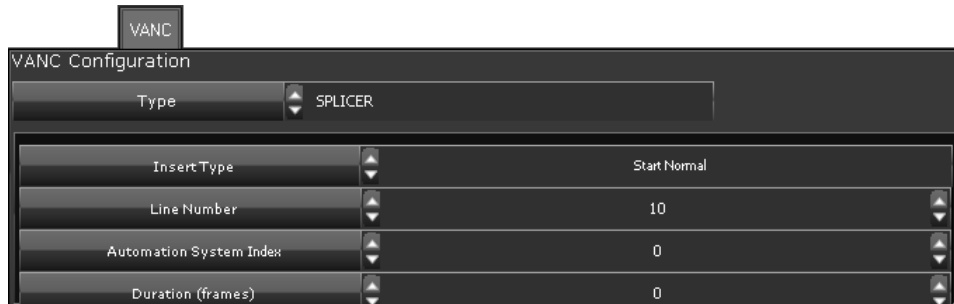 VANC
VANC Configuration
Type SPLICER
Insert Type Start Normal
Line Number 10
Automation System Index 0
Duration (frames) 0